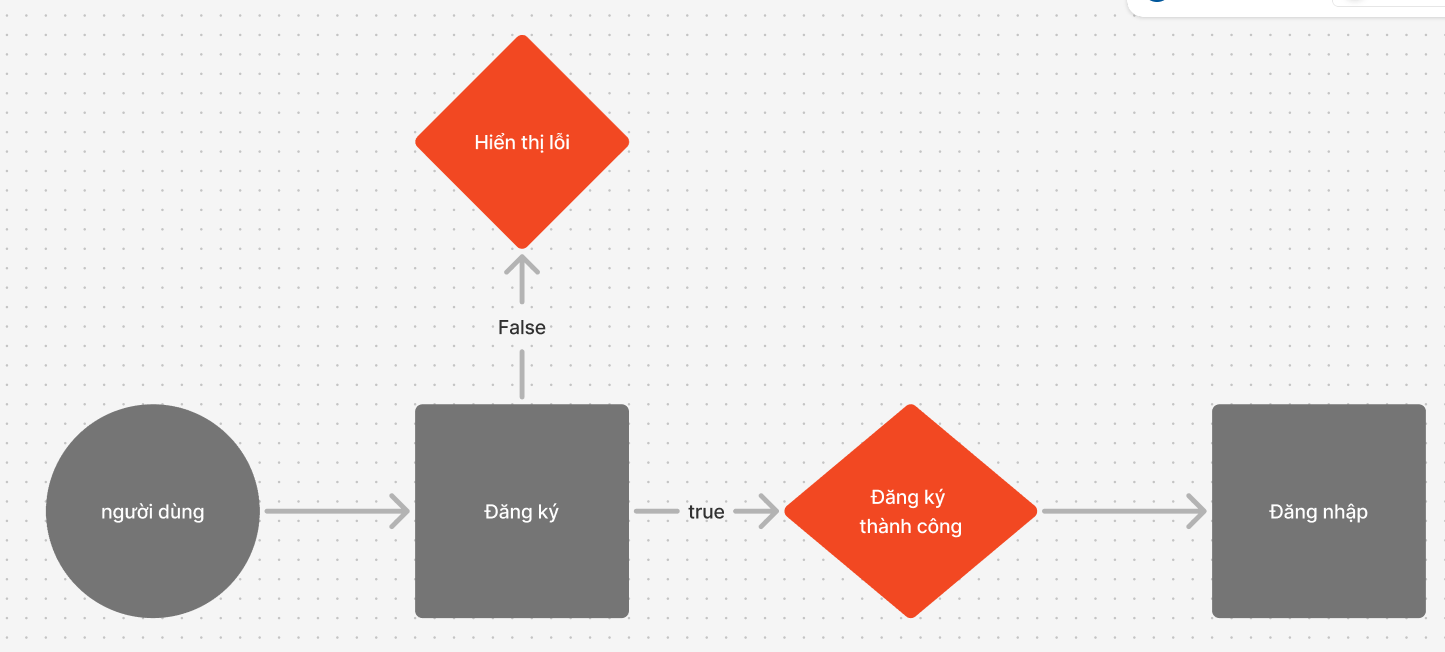 Hiển thị lỗi
False
người dùng
Đăng ký
true
Đăng ký
thành công
Đăng nhập